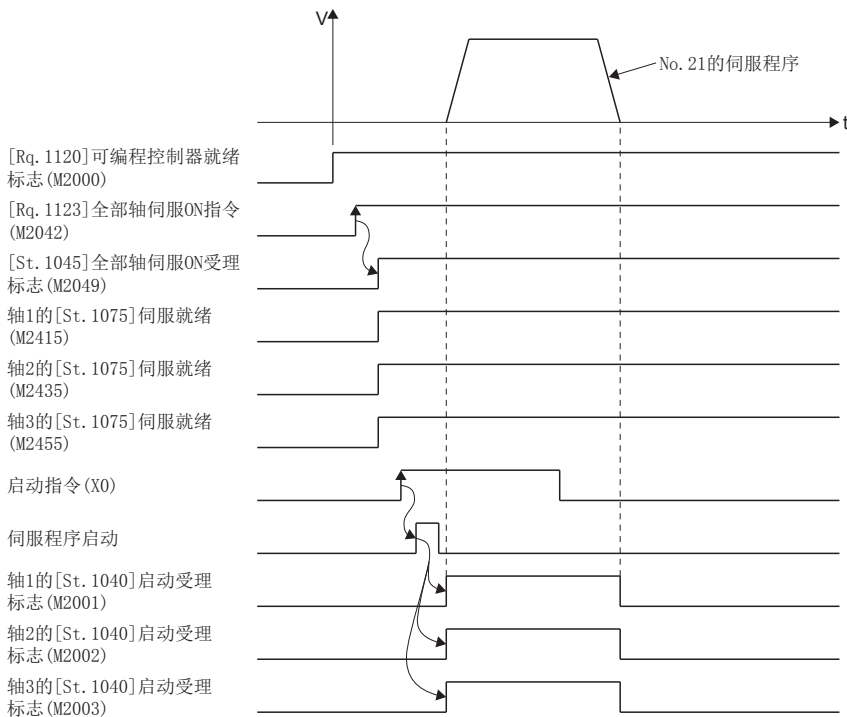 V
No.21的伺服程序
t
[Rq.1120]可编程控制器就绪
标志(M2000)
[Rq.1123]全部轴伺服ON指令
(M2042)
[St.1045]全部轴伺服ON受理
标志(M2049)
轴1的[St.1075]伺服就绪
(M2415)
轴2的[St.1075]伺服就绪
(M2435)
轴3的[St.1075]伺服就绪
(M2455)
启动指令(X0)
伺服程序启动
轴1的[St.1040]启动受理
标志(M2001)
轴2的[St.1040]启动受理
标志(M2002)
轴3的[St.1040]启动受理
标志(M2003)